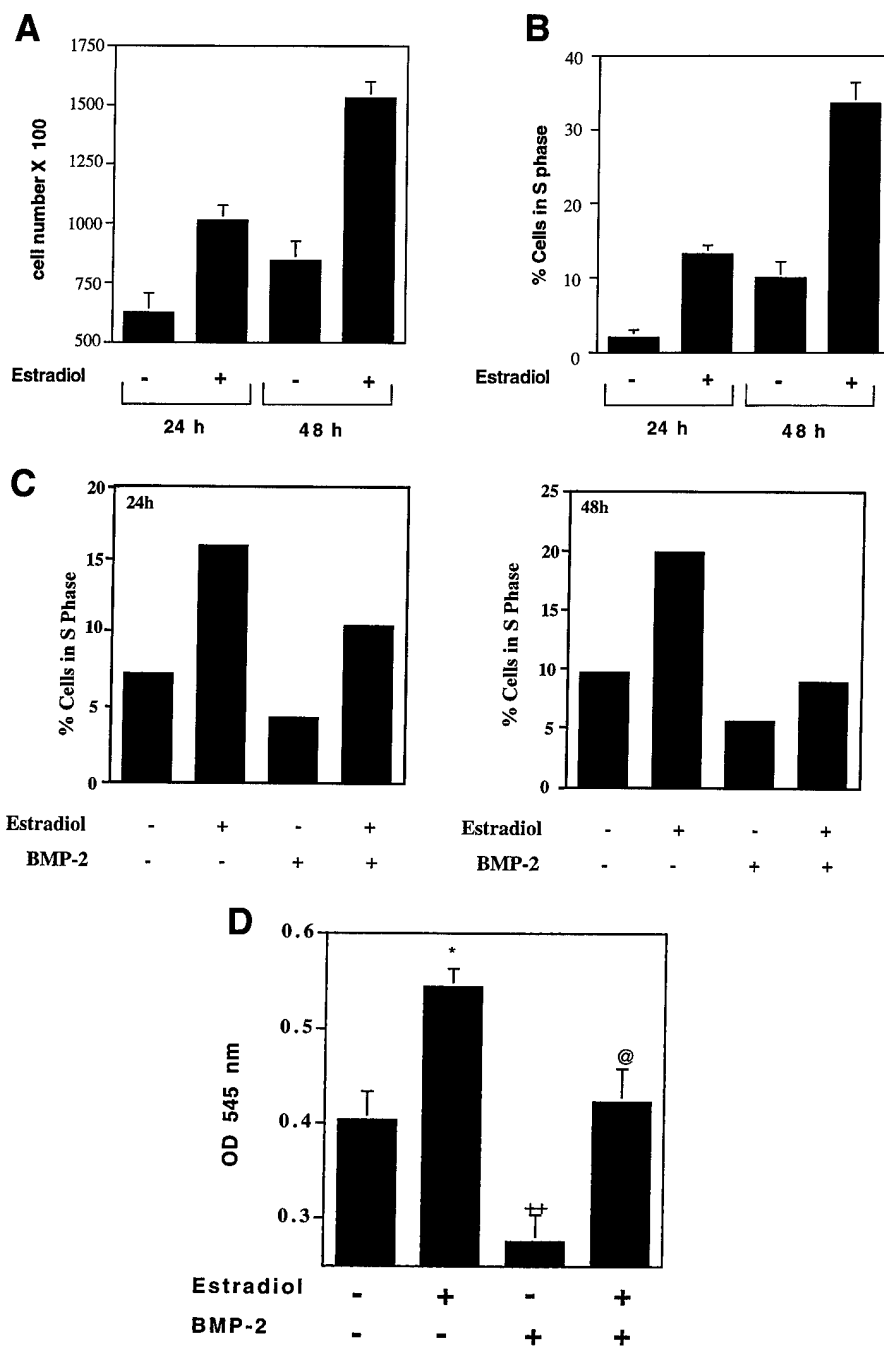 A
1750
1500
1250
1000
750
500
cell number X 100
Estradiol - + - +
24 h 48 h
B
40
30
20
10
0
% Cells in S phase
Estradiol - + - +
24 h 48 h
C
20
15
10
5
0
% Cells in S Phase
24h
Estradiol - + - +
BMP-2 - - + +
25
20
15
10
5
0
% Cells in S Phase
48h
Estradiol - + - +
BMP-2 - - + +
D
0.6
0.5
0.4
0.3
OD 545 nm
*
@
Estradiol - + - +
BMP-2 - - + +